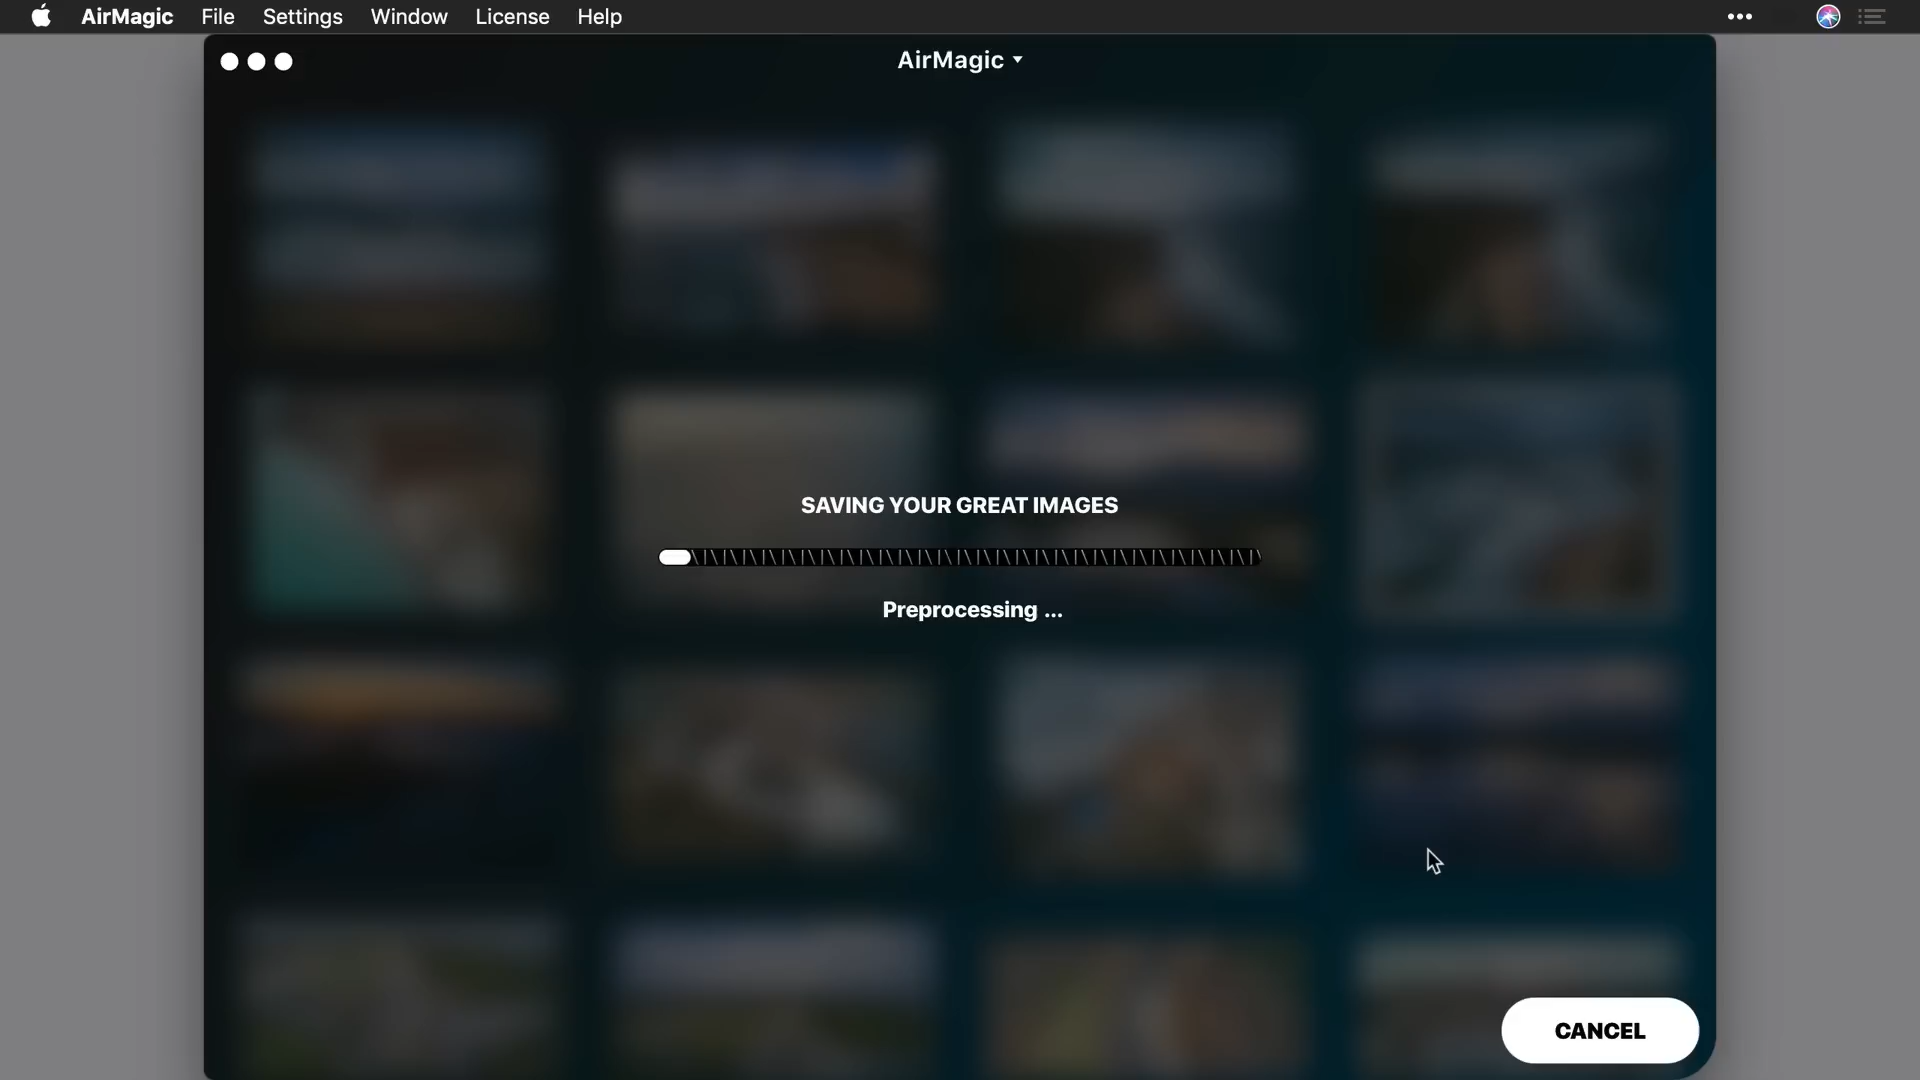 AirMagic File Settings Window License Help
AirMagic
SAVING YOUR GREAT IMAGES
Preprocessing ...
CANCEL